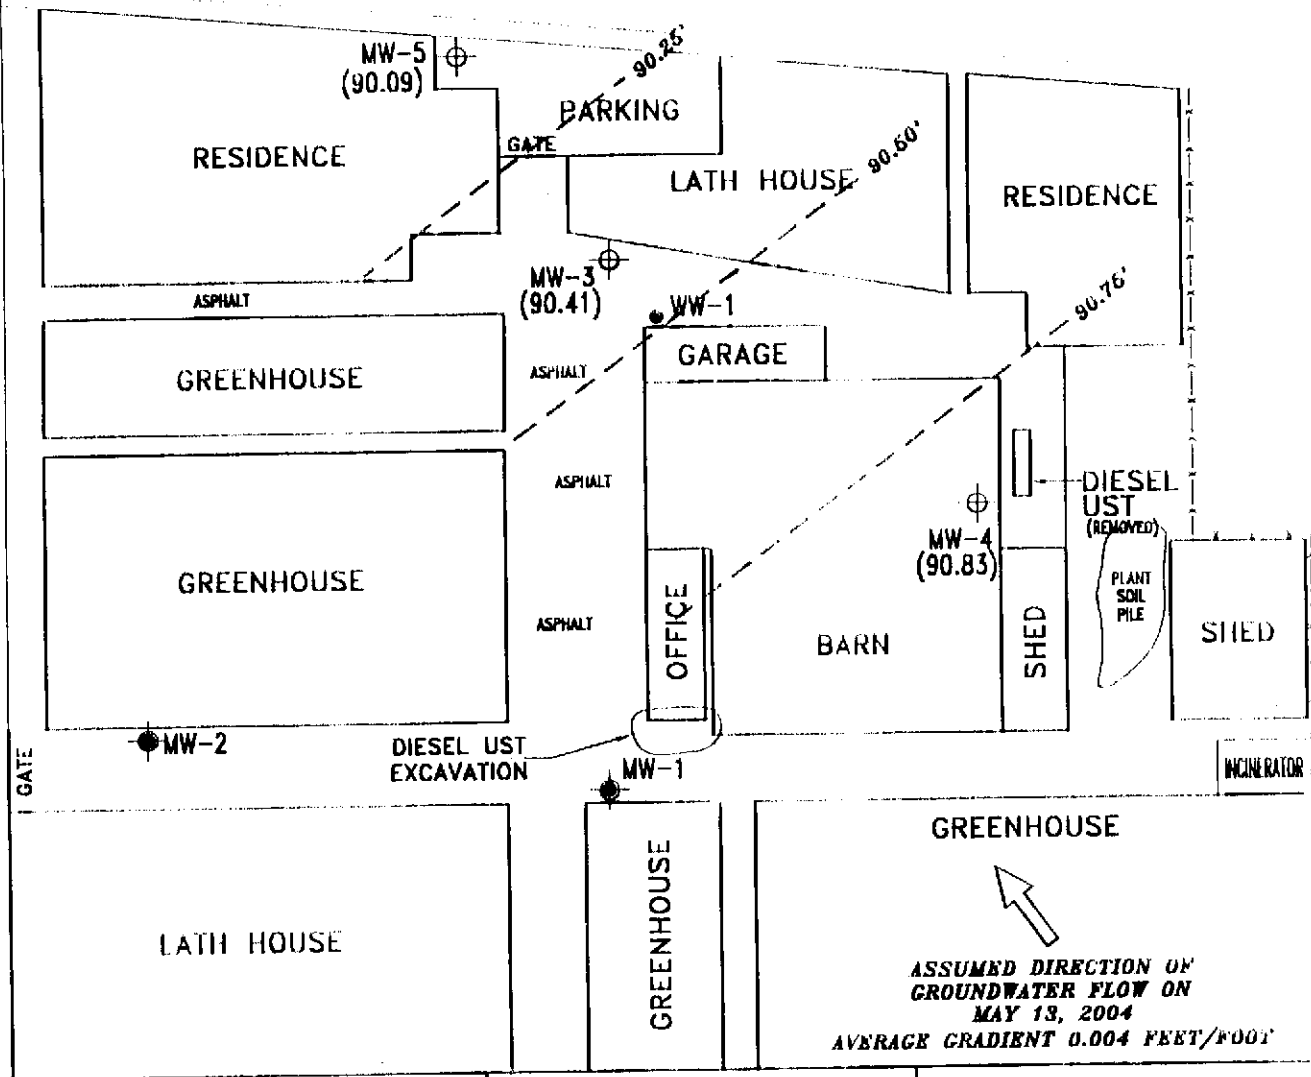 MW-5
(90.09)
90.25'
PARKING
GATE
RESIDENCE
LATH HOUSE
90.50'
RESIDENCE
MW-3
(90.41)
ASPHALT
WW-1
90.76'
GARAGE
GREENHOUSE
ASPHALT
ASPHALT
DIESEL
UST
(REMOVED)
MW-4
(90.83)
GREENHOUSE
PLANT
SOIL
PILE
OFFICE
ASPHALT
BARN
SHED
SHED
MW-2
DIESEL UST
EXCAVATION
MW-1
GATE
INCINERATOR
GREENHOUSE
GREENHOUSE
LATH HOUSE
ASSUMED DIRECTION OF
GROUNDWATER FLOW ON
MAY 13, 2004
AVERAGE GRADIENT 0.004 FEET/FOOT